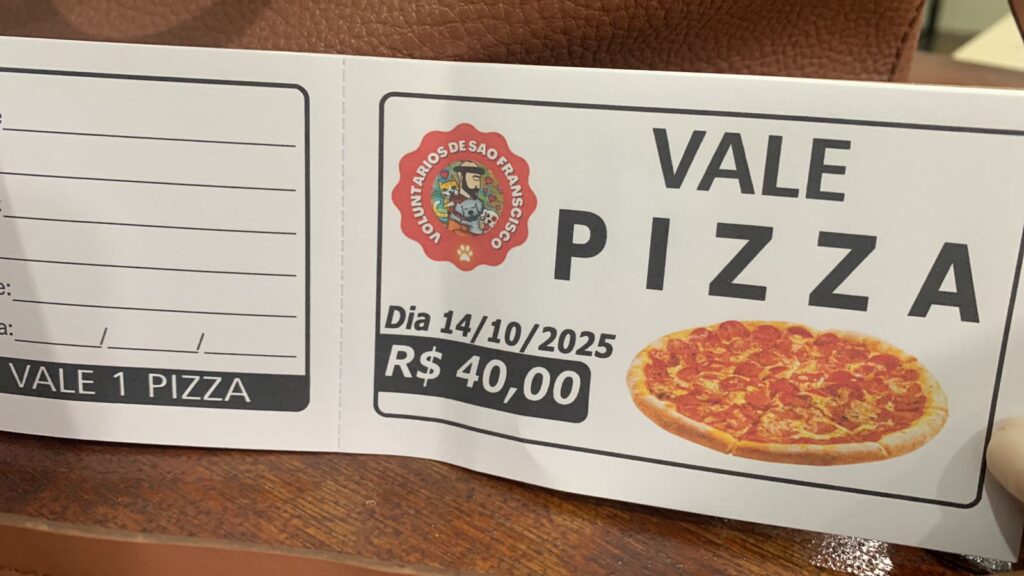 e
e:
a: / /
VALE 1 PIZZA
VOLUNTARIOS DE SAO FRANSCISCO
VALE
PIZZA
Dia 14/10/2025
R$ 40,00